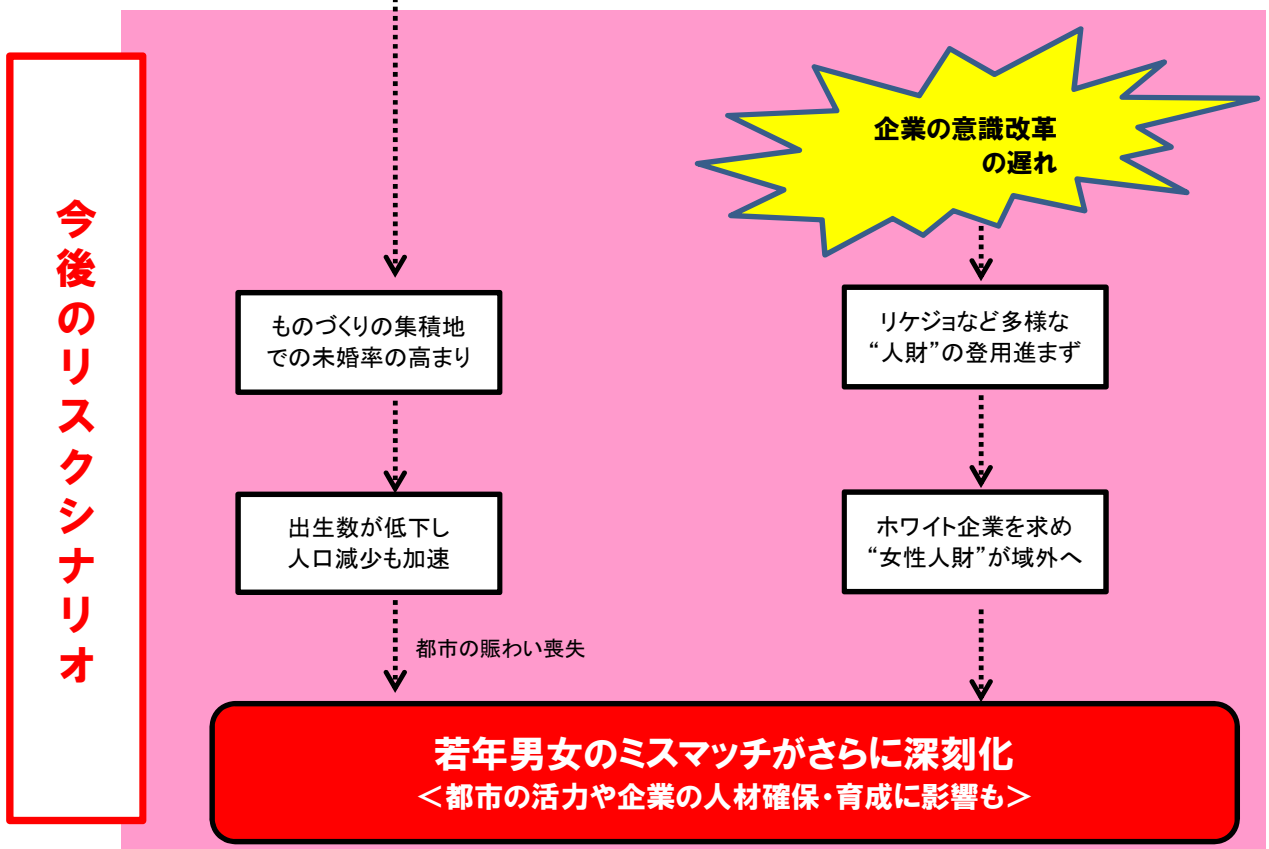 今後のリスクシナリオ
企業の意識改革
の遅れ
ものづくりの集積地
での未婚率の高まり
リケジョなど多様な
“人財”の登用進まず
出生数が低下し
人口減少も加速
ホワイト企業を求め
“女性人財”が域外へ
都市の賑わい喪失
若年男女のミスマッチがさらに深刻化
＜都市の活力や企業の人材確保・育成に影響も＞